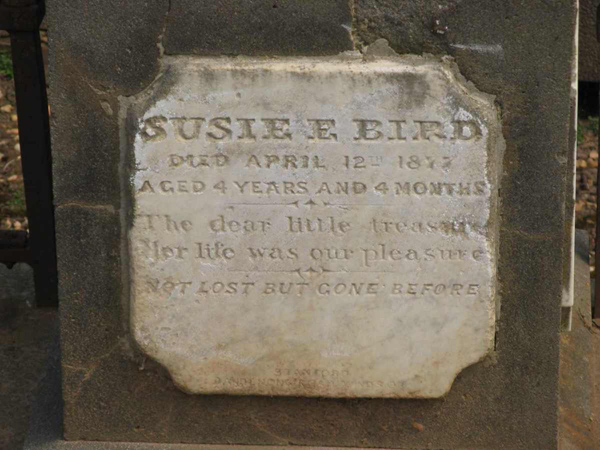 SUSIE E BIRD
DIED APRIL 12TH 1877
AGED 4 YEARS AND 4 MONTHS
The dear little treasure
Her life was our pleasure
NOT LOST BUT GONE BEFORE